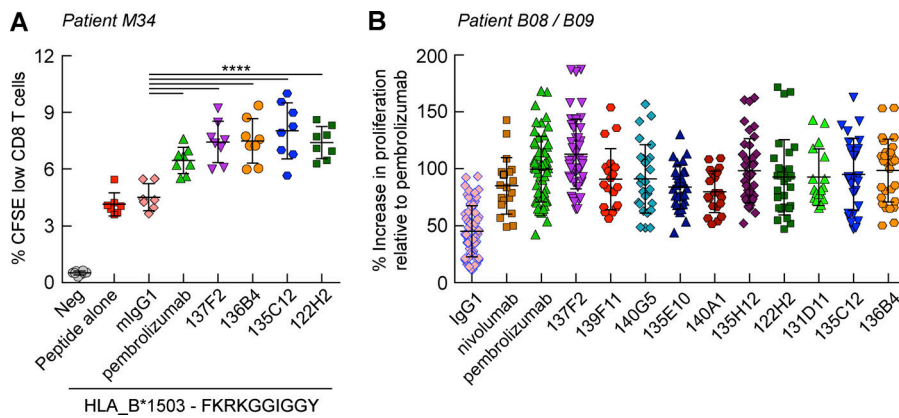 A
Patient M34
% CFSE low CD8 T cells
12
9
6
3
0
****
Neg
Peptide alone
mIgG1
pembrolizumab
137F2
136B4
135C12
122H2
HLA_B*1503 - FKRKGGIGGY
B
Patient B08 / B09
% Increase in proliferation
relative to pembrolizumab
200
150
100
50
0
IgG1
nivolumab
pembrolizumab
137F2
139F11
140G5
135E10
140A1
135H12
122H2
131D11
135C12
136B4